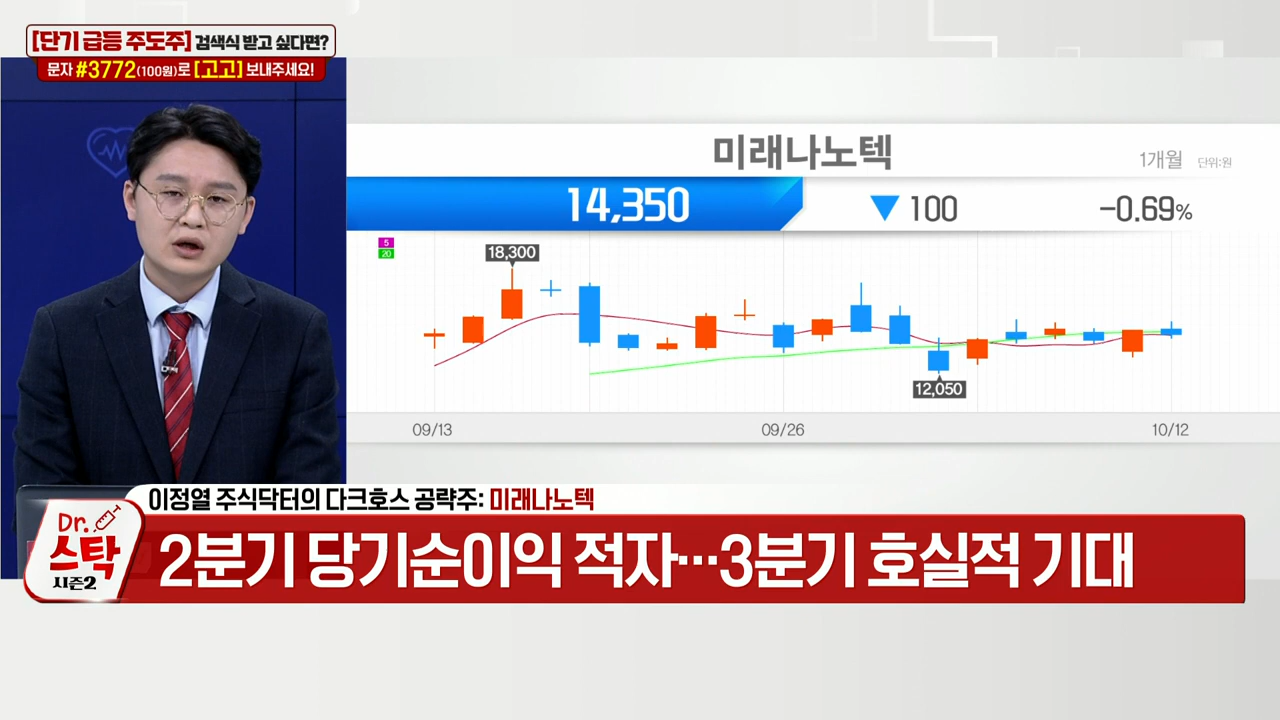 [단기 급등 주도주] 검색식 받고 싶다면?
문자 #3772(100원)로 [고고] 보내주세요!
미래나노텍
1개월 단위:원
14,350 ▼ 100 -0.69%
5
20
18,300
12,050
09/13 09/26 10/12
이정열 주식닥터의 다크호스 공략주: 미래나노텍
Dr.
스탁
시즌2
2분기 당기순이익 적자…3분기 호실적 기대